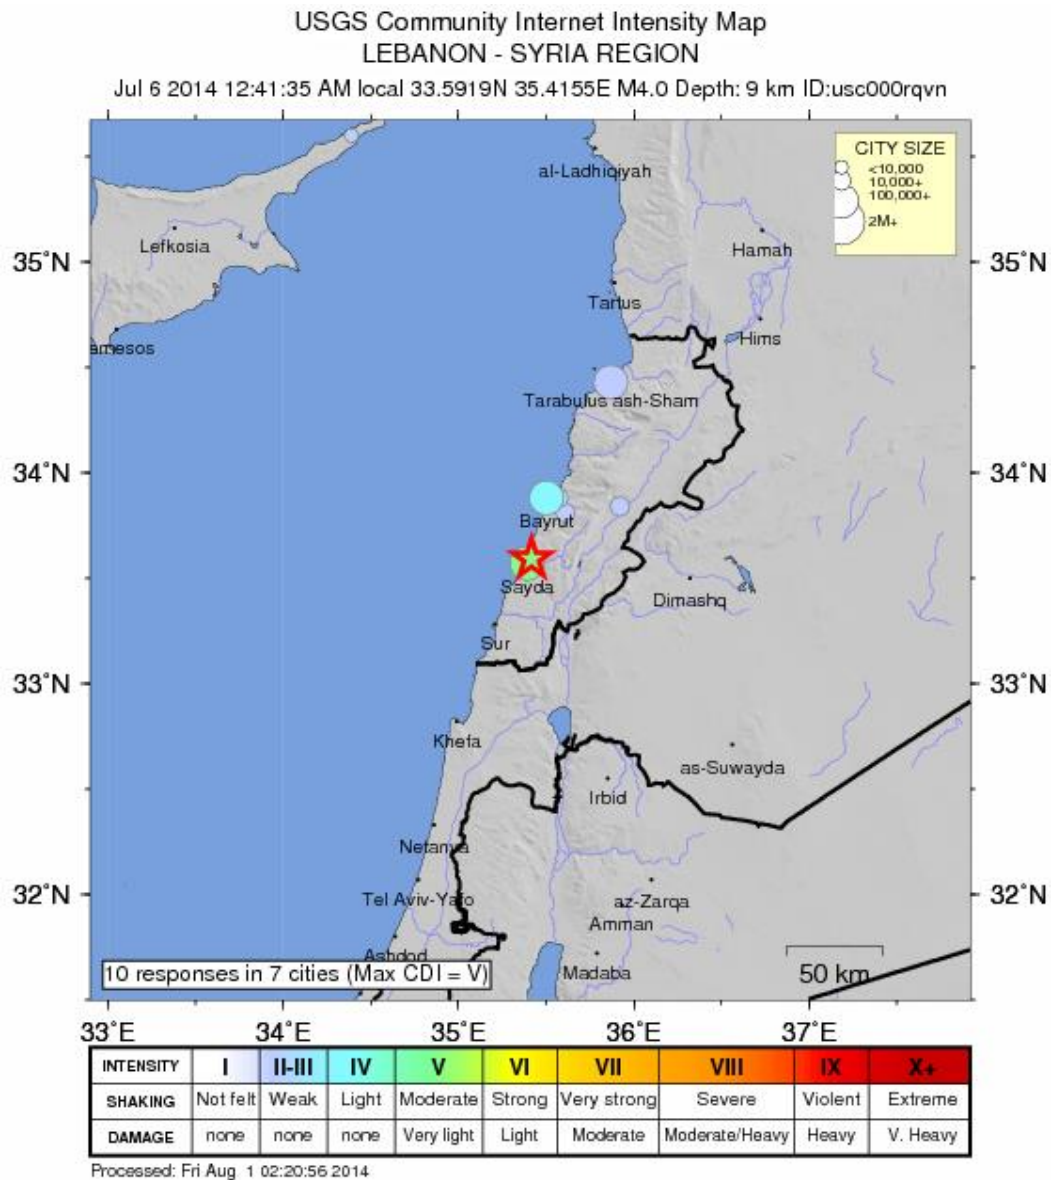 USGS Community Internet Intensity Map
LEBANON - SYRIA REGION
Jul 6 2014 12:41:35 AM local 33.5919N 35.4155E M4.0 Depth: 9 km ID:usc000rqvn
CITY SIZE
<10,000
10,000+
100,000+
2M+
al-Ladhiqiyah
Lefkosia
Hamah
35°N
35°N
Tartus
Hims
amesos
Tarabulus ash-Sham
34°N
34°N
Bayrut
Sayda
Dimashq
Sur
33°N
33°N
Khefa
as-Suwayda
Irbid
Netanya
Tel Aviv-Yafo
32°N
32°N
az-Zarqa
Amman
Ashdod
Madaba
10 responses in 7 cities (Max CDI = V)
50 km
33°E
34°E
35°E
36°E
37°E
INTENSITY I II-III IV V VI VII VIII IX X+
SHAKING Not felt Weak Light Moderate Strong Very strong Severe Violent Extreme
DAMAGE none none none Very light Light Moderate Moderate/Heavy Heavy V. Heavy
Processed: Fri Aug 1 02:20:56 2014